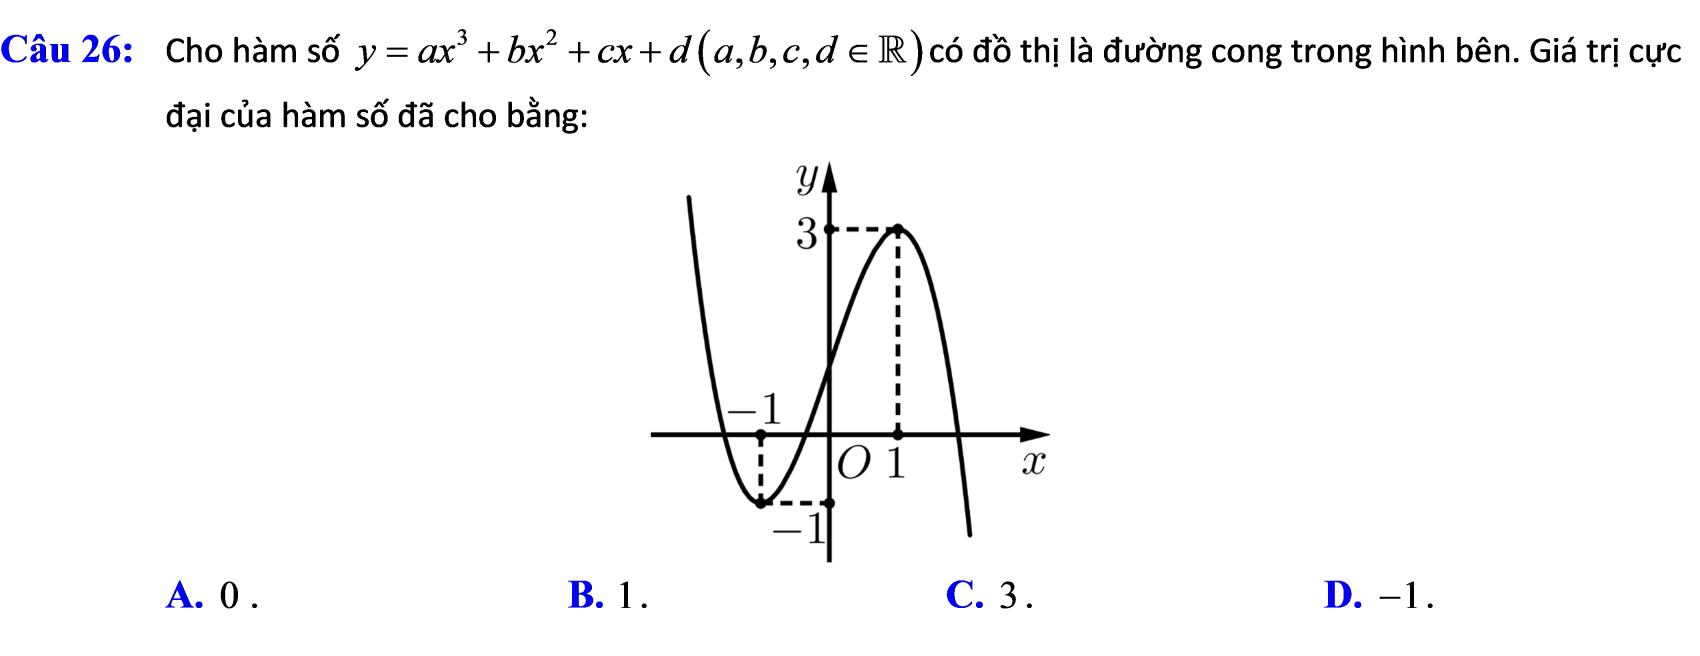 Câu 26: Cho hàm số y = ax³ + bx² + cx + d (a, b, c, d ∈ ℝ) có đồ thị là đường cong trong hình bên. Giá trị cực
đại của hàm số đã cho bằng:
y
3
−1
O 1
x
−1
A. 0 . B. 1 . C. 3 . D. −1 .